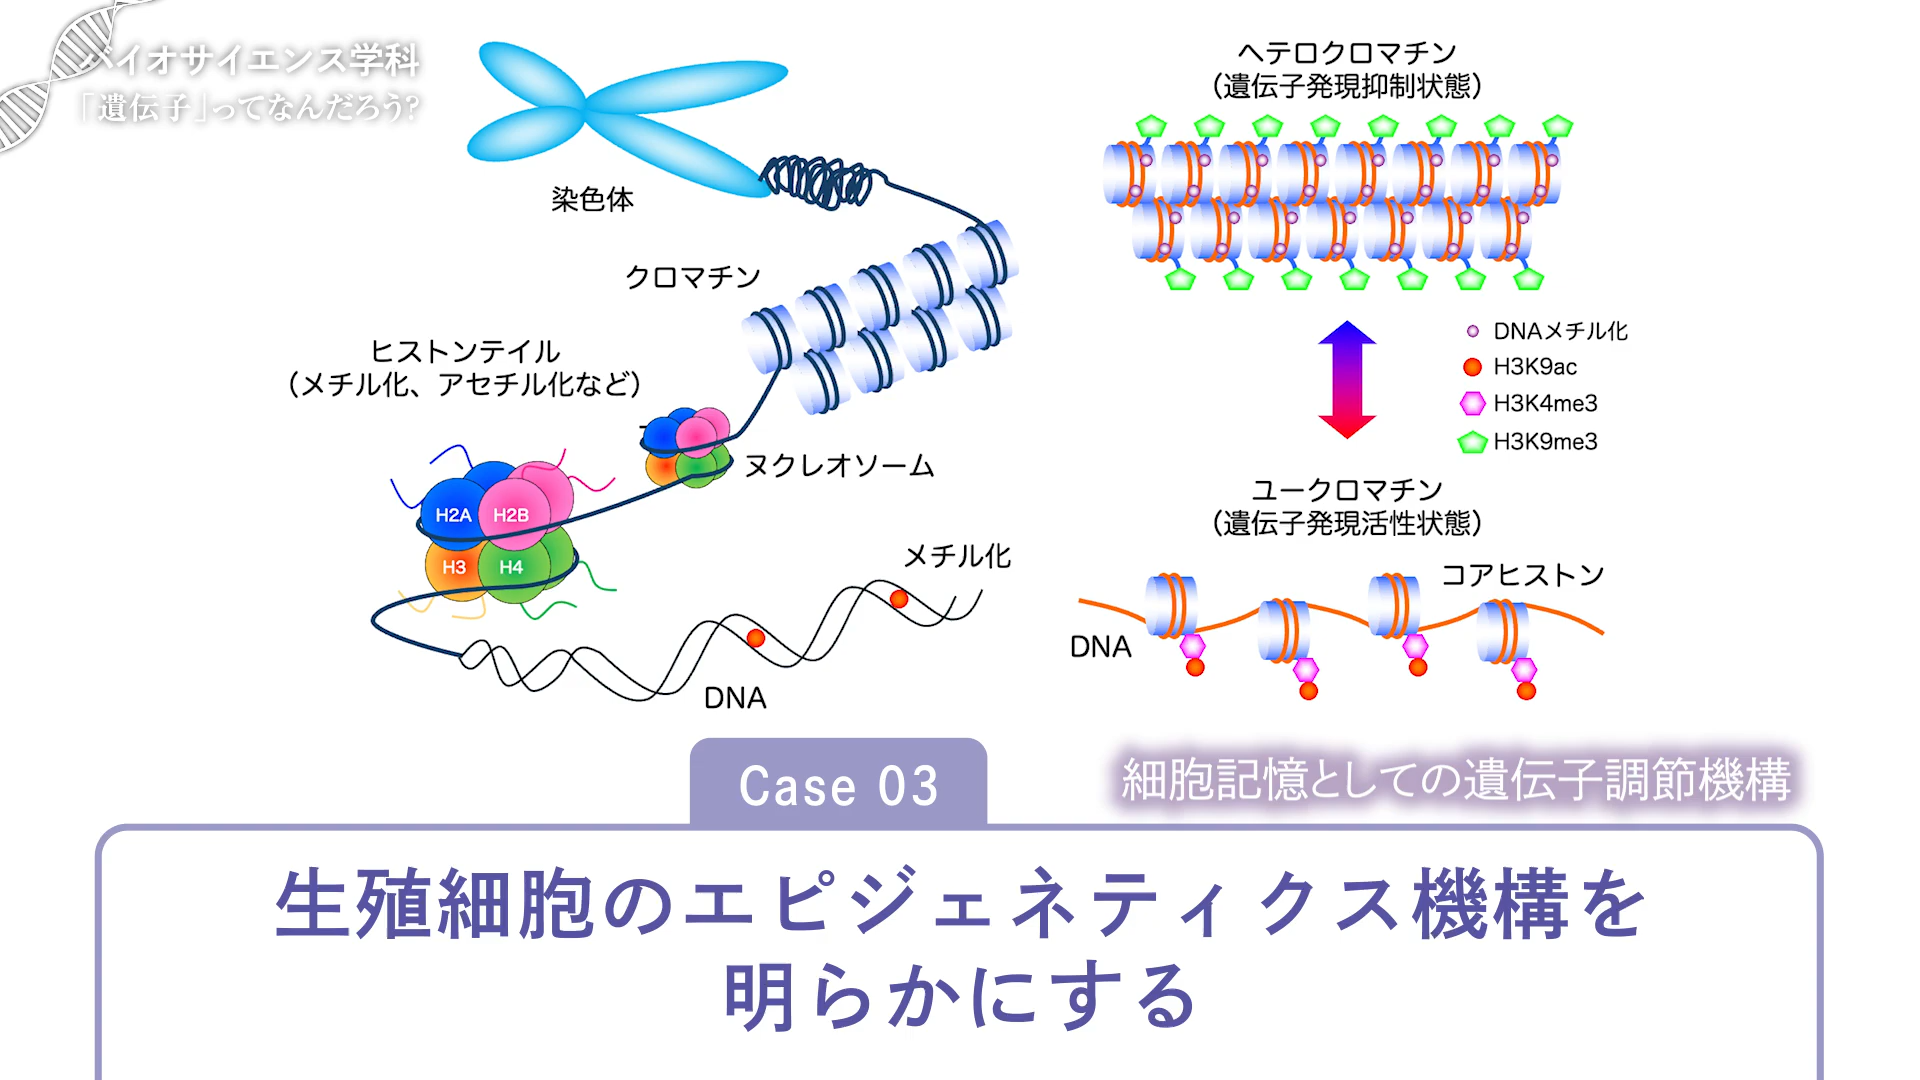 バイオサイエンス学科
「遺伝子」ってなんだろう?
染色体
クロマチン
ヒストンテイル
（メチル化、アセチル化など）
ヌクレオソーム
H2A
H2B
H3
H4
メチル化
DNA
ヘテロクロマチン
（遺伝子発現抑制状態）
DNAメチル化
H3K9ac
H3K4me3
H3K9me3
ユークロマチン
（遺伝子発現活性状態）
コアヒストン
DNA
Case 03
細胞記憶としての遺伝子調節機構
生殖細胞のエピジェネティクス機構を
明らかにする